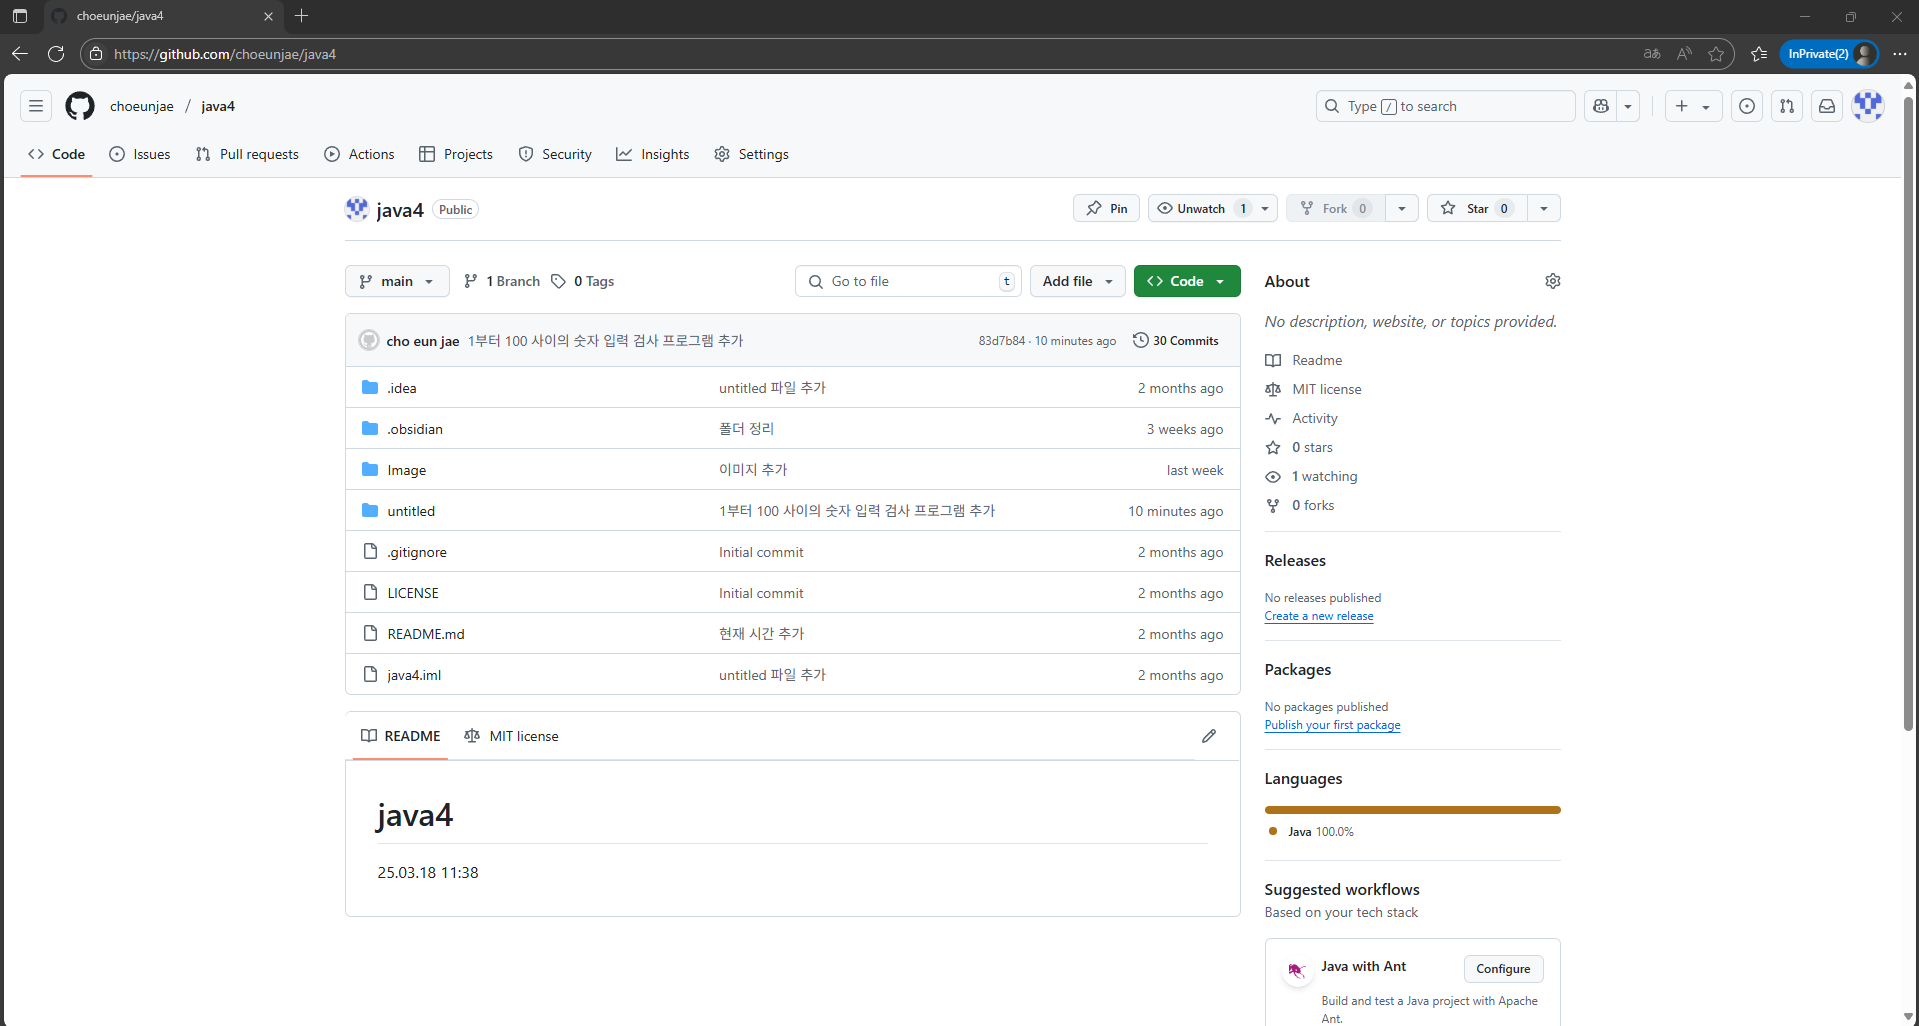 choeunjae/java4
https://github.com/choeunjae/java4
InPrivate(2)
choeunjae / java4
Type / to search
Code Issues Pull requests Actions Projects Security Insights Settings
java4 Public
Pin
Unwatch 1
Fork 0
Star 0
main
1 Branch
0 Tags
Go to file t
Add file
Code
cho eun jae 1부터 100 사이의 숫자 입력 검사 프로그램 추가 83d7b84 · 10 minutes ago 30 Commits
.idea untitled 파일 추가 2 months ago
.obsidian 폴더 정리 3 weeks ago
Image 이미지 추가 last week
untitled 1부터 100 사이의 숫자 입력 검사 프로그램 추가 10 minutes ago
.gitignore Initial commit 2 months ago
LICENSE Initial commit 2 months ago
README.md 현재 시간 추가 2 months ago
java4.iml untitled 파일 추가 2 months ago
README MIT license
java4
25.03.18 11:38
About
No description, website, or topics provided.
Readme
MIT license
Activity
0 stars
1 watching
0 forks
Releases
No releases published
Create a new release
Packages
No packages published
Publish your first package
Languages
Java 100.0%
Suggested workflows
Based on your tech stack
Java with Ant
Configure
Build and test a Java project with Apache
Ant.